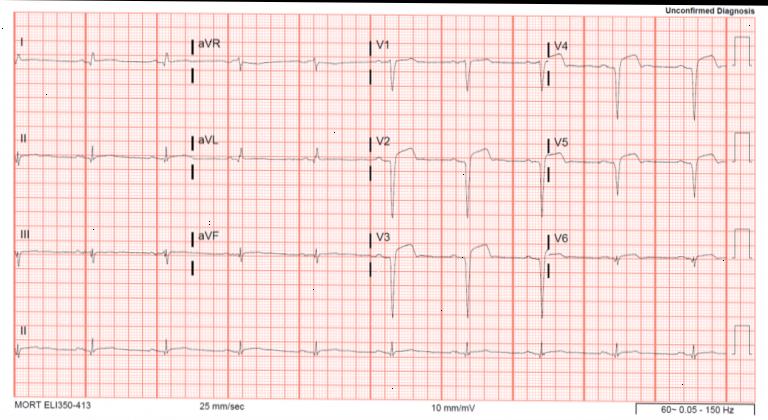 Unconfirmed Diagnosis
I aVR V1 V4
II aVL V2 V5
III aVF V3 V6
II
MORT ELI350-413 25 mm/sec 10 mm/mV 60~ 0.05 - 150 Hz